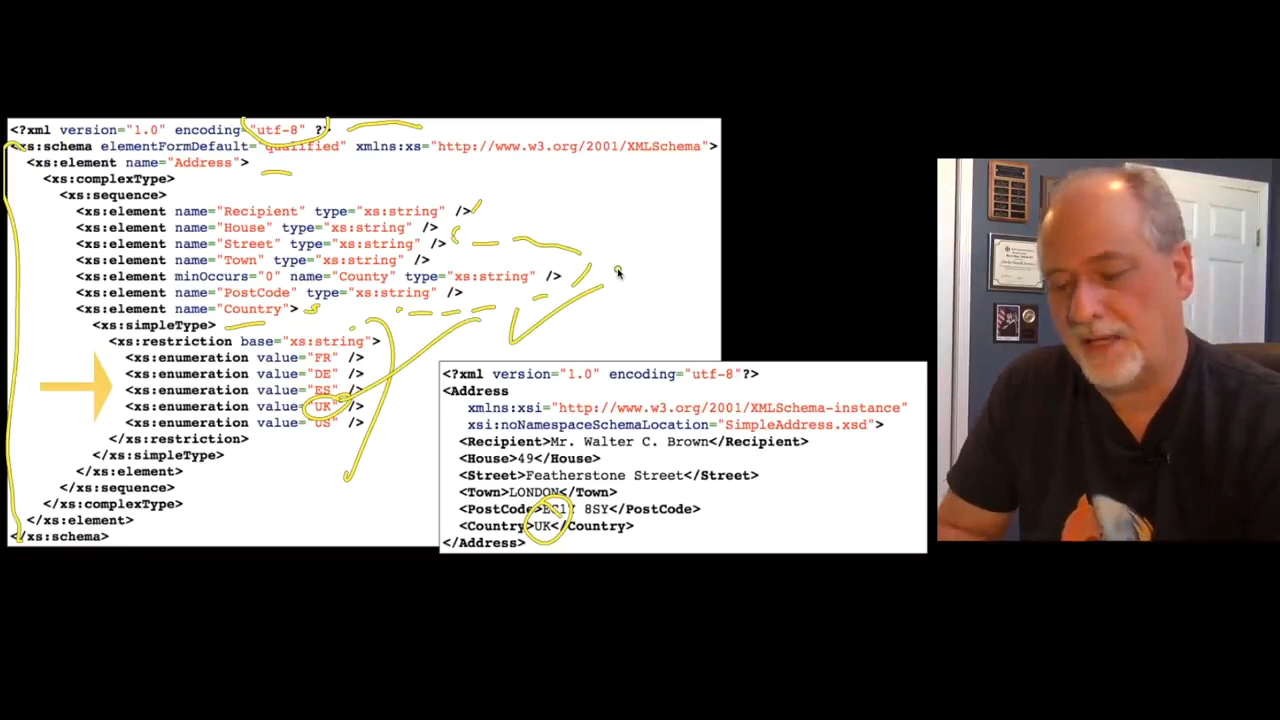 <?xml version="1.0" encoding="utf-8" ?>
<xs:schema elementFormDefault="qualified" xmlns:xs="http://www.w3.org/2001/XMLSchema">
<xs:element name="Address">
<xs:complexType>
<xs:sequence>
<xs:element name="Recipient" type="xs:string" />
<xs:element name="House" type="xs:string" />
<xs:element name="Street" type="xs:string" />
<xs:element name="Town" type="xs:string" />
<xs:element minOccurs="0" name="County" type="xs:string" />
<xs:element name="PostCode" type="xs:string" />
<xs:element name="Country">
<xs:simpleType>
<xs:restriction base="xs:string">
<xs:enumeration value="FR" />
<xs:enumeration value="DE" />
<xs:enumeration value="ES" />
<xs:enumeration value="UK" />
<xs:enumeration value="US" />
</xs:restriction>
</xs:simpleType>
</xs:element>
</xs:sequence>
</xs:complexType>
</xs:element>
</xs:schema>
<?xml version="1.0" encoding="utf-8"?>
<Address
xmlns:xsi="http://www.w3.org/2001/XMLSchema-instance"
xsi:noNamespaceSchemaLocation="SimpleAddress.xsd">
<Recipient>Mr. Walter C. Brown</Recipient>
<House>49</House>
<Street>Featherstone Street</Street>
<Town>LONDON</Town>
<PostCode>EC1Y 8SY</PostCode>
<Country>UK</Country>
</Address>